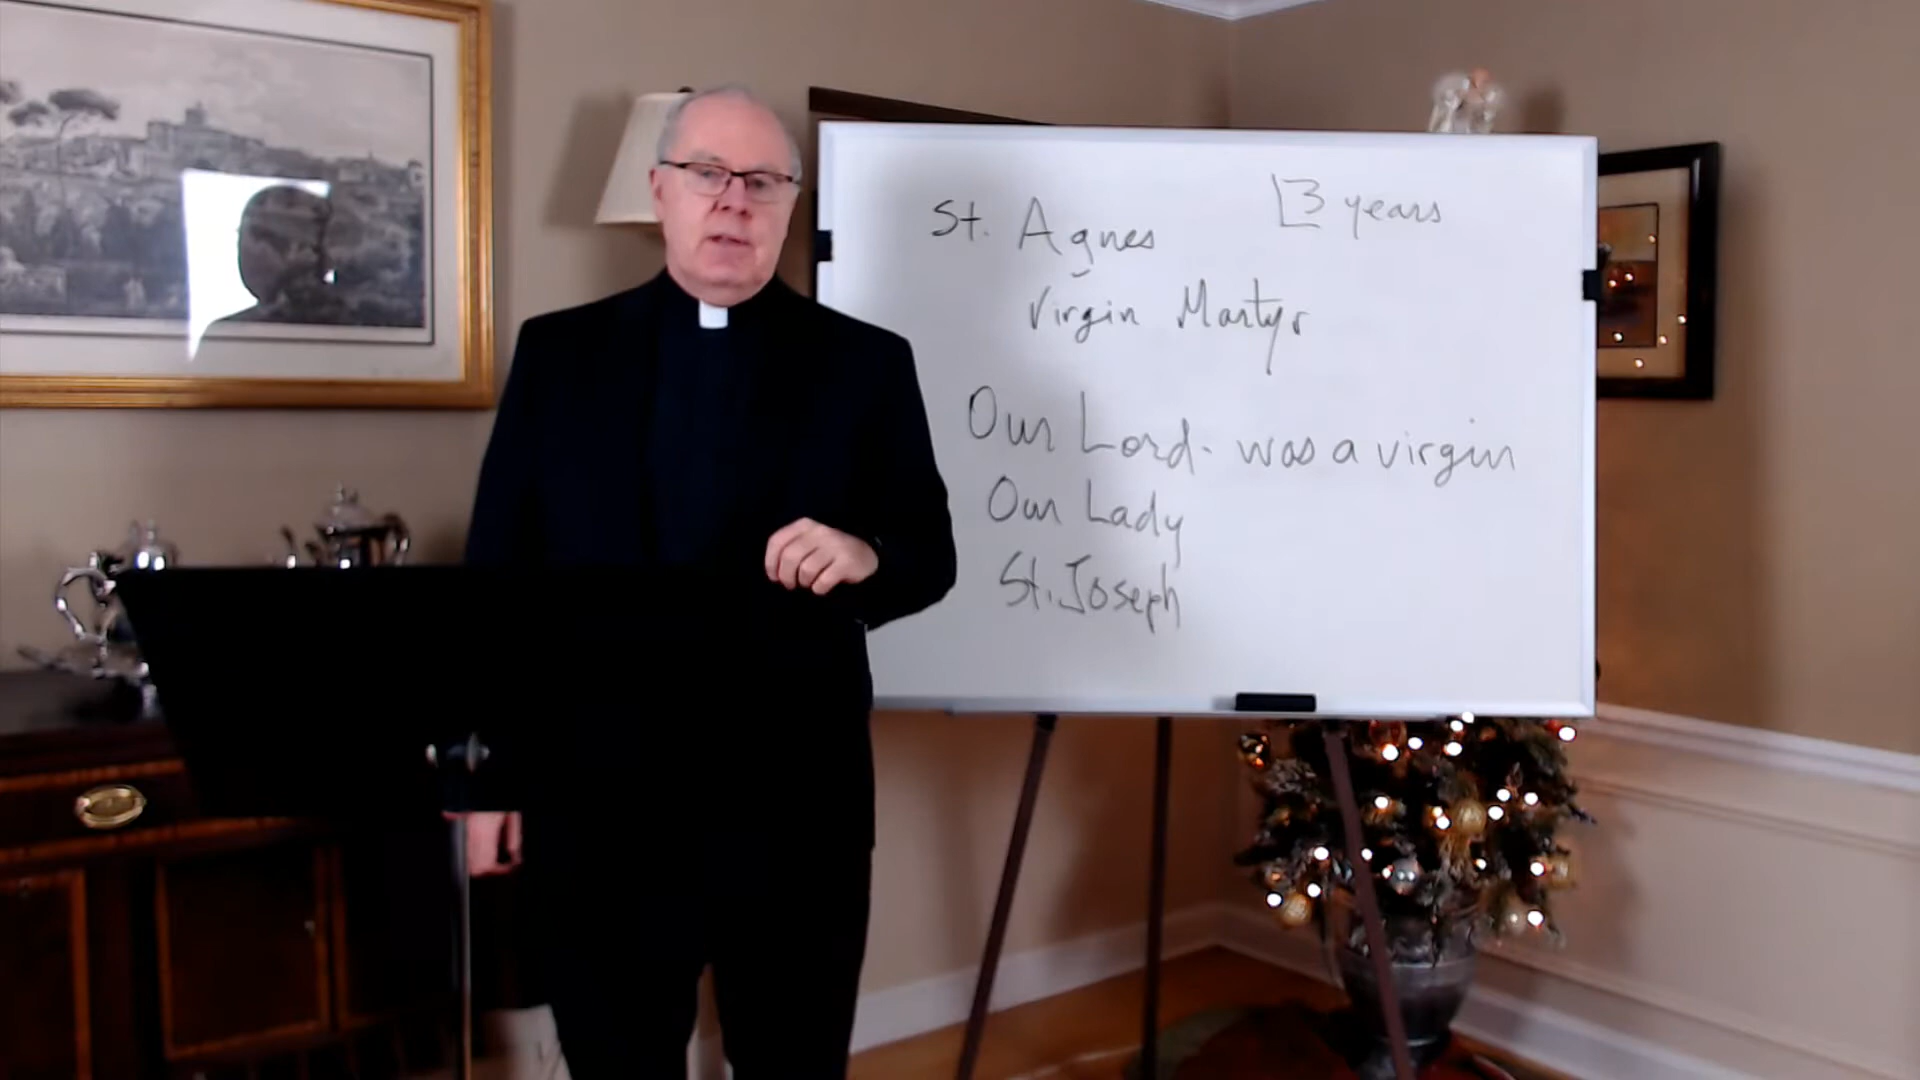 St. Agnes
13 years
Virgin Martyr
Our Lord - was a virgin
Our Lady
St. Joseph